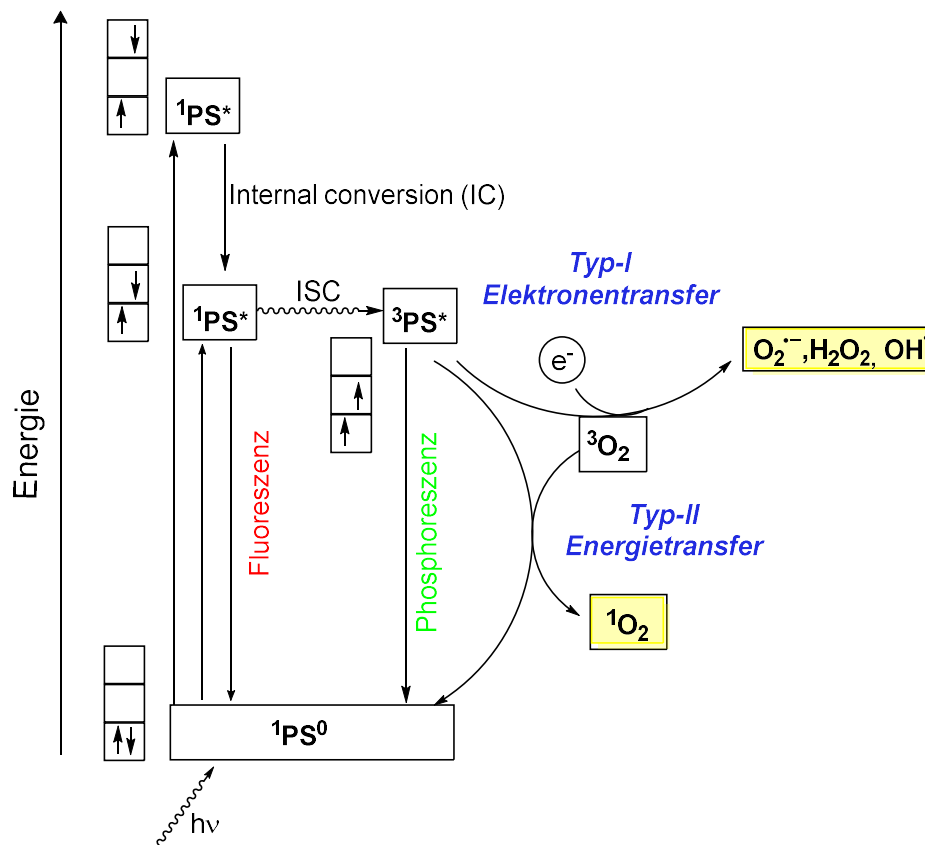 ¹PS*
Internal conversion (IC)
Typ-I
Elektronentransfer
ISC
¹PS*
³PS*
e⁻
O₂•⁻,H₂O₂, OH
³O₂
Energie
Fluoreszenz
Phosphoreszenz
Typ-II
Energietransfer
¹O₂
¹PS⁰
hν